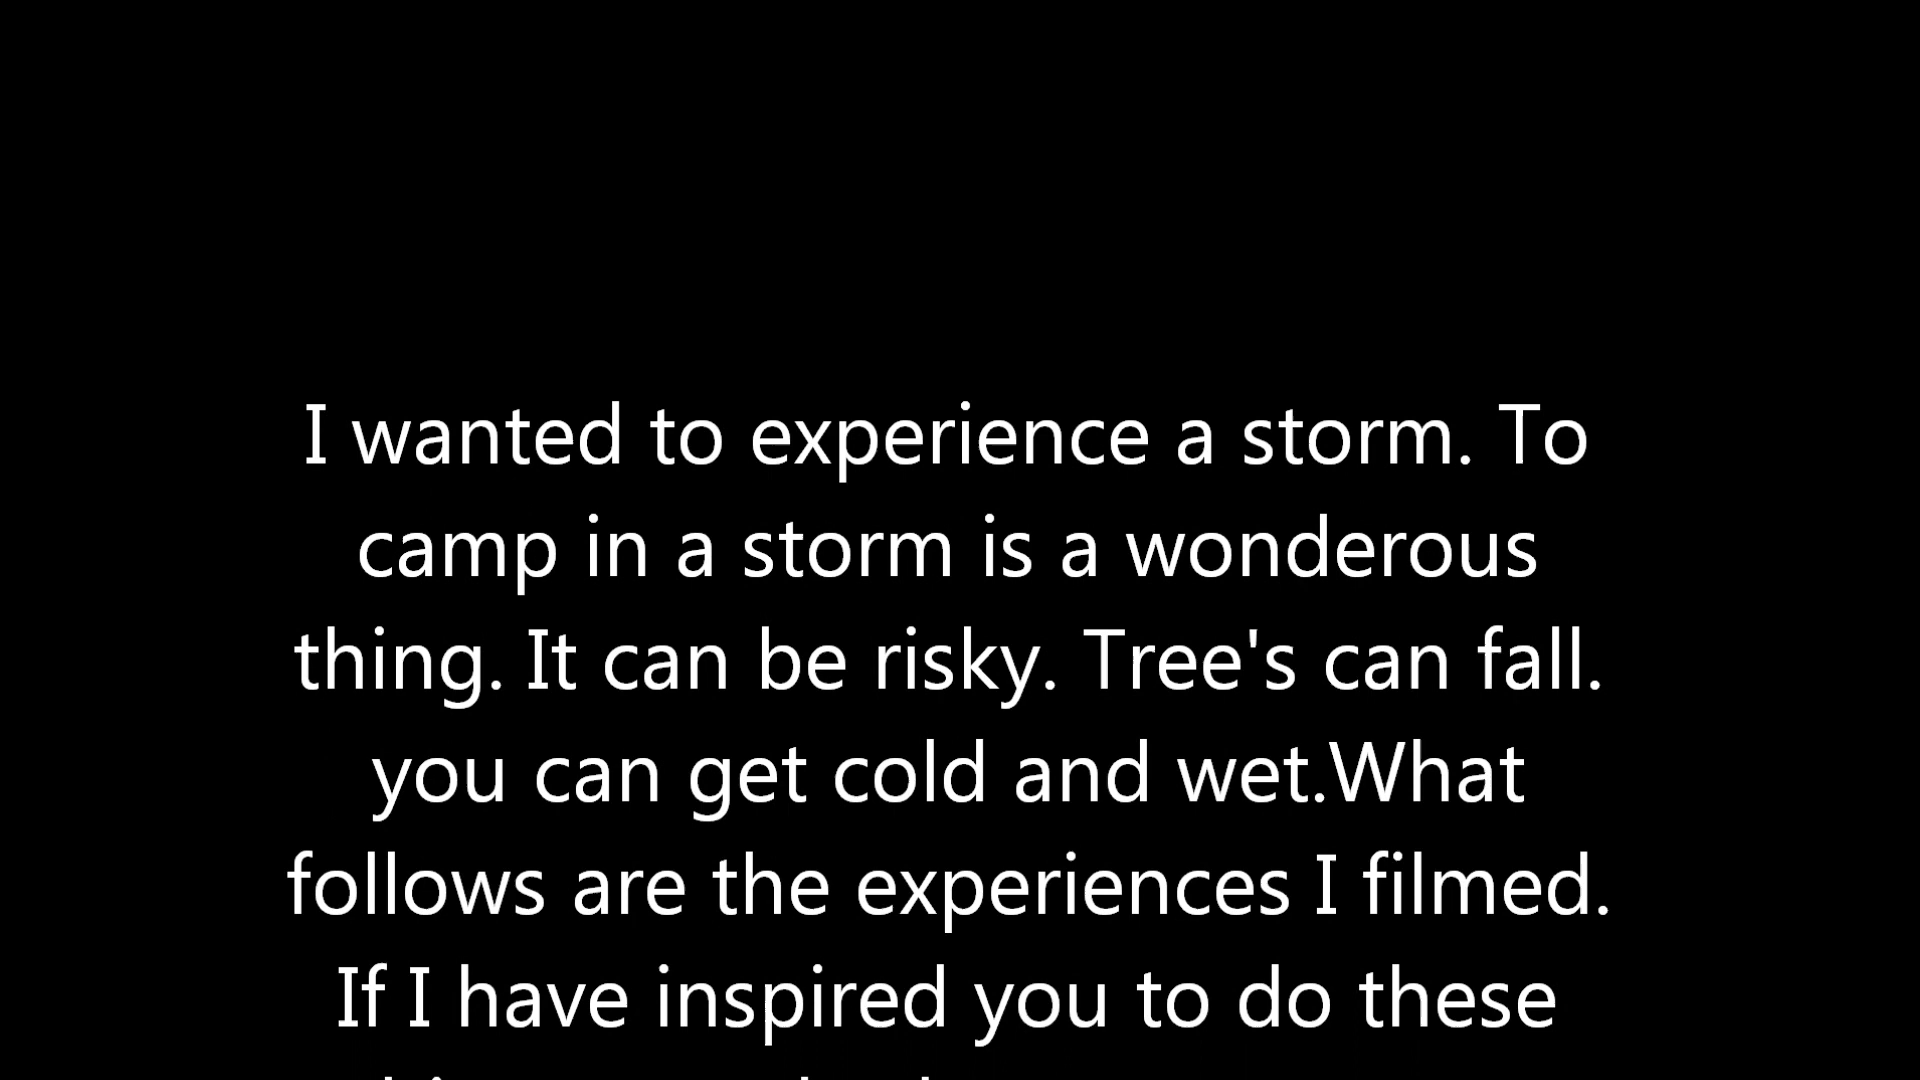 I wanted to experience a storm. To
camp in a storm is a wonderous
thing. It can be risky. Tree's can fall.
you can get cold and wet.What
follows are the experiences I filmed.
If I have inspired you to do these